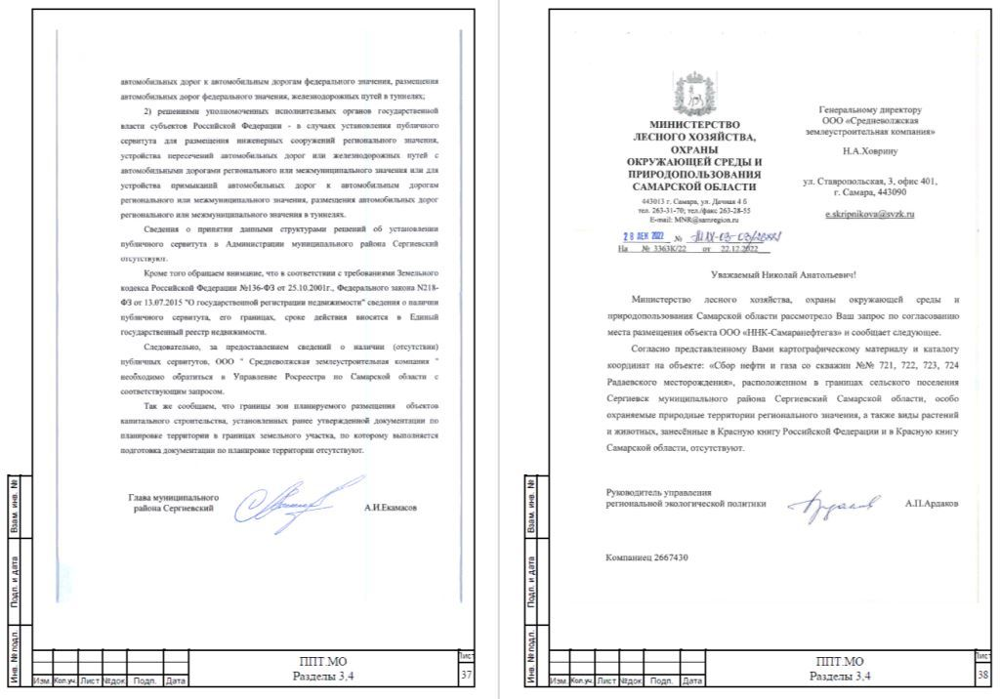 автомобильных дорог к автомобильным дорогам федерального значения, размещения
автомобильных дорог федерального значения, железнодорожных путей в туннелях;
2) решениями уполномоченных исполнительных органов государственной
власти субъектов Российской Федерации - в случаях установления публичного
сервитута для размещения инженерных сооружений регионального значения,
устройства пересечений автомобильных дорог или железнодорожных путей с
автомобильными дорогами регионального или межмуниципального значения или для
устройства примыканий автомобильных дорог к автомобильным дорогам
регионального или межмуниципального значения, размещения автомобильных дорог
регионального или межмуниципального значения в туннелях.
Сведения о принятии данными структурами решений об установлении
публичного сервитута в Администрации муниципального района Сергиевский
отсутствуют.
Кроме того обращаем внимание, что в соответствии с требованиями Земельного
кодекса Российской Федерации №136-ФЗ от 25.10.2001г., Федерального закона N218-
ФЗ от 13.07.2015 "О государственной регистрации недвижимости" сведения о наличии
публичного сервитута, его границах, сроке действия вносятся в Единый
государственный реестр недвижимости.
Следовательно, за предоставлением сведений о наличии (отсутствии)
публичных сервитутов, ООО " Средневолжская землеустроительная компания "
необходимо обратиться в Управление Росреестра по Самарской области с
соответствующим запросом.
Так же сообщаем, что границы зон планируемого размещения объектов
капитального строительства, установленных ранее утвержденной документации по
планировке территории в границах земельного участка, по которому выполняется
подготовка документации по планировке территории отсутствуют.
Глава муниципального
района Сергиевский
А.И.Екамасов
Взам. инв. №
Подп. и дата
Инв. № подл.
Изм. Кол.уч. Лист №док. Подп. Дата
ППТ.МО
Разделы 3,4
Лист
37
МИНИСТЕРСТВО
ЛЕСНОГО ХОЗЯЙСТВА,
ОХРАНЫ
ОКРУЖАЮЩЕЙ СРЕДЫ И
ПРИРОДОПОЛЬЗОВАНИЯ
САМАРСКОЙ ОБЛАСТИ
443013 г. Самара, ул. Дачная 4 б
тел. 263-31-70; тел./факс 263-28-55
E-mail: MNR@samregion.ru
28 ДЕК 2022 №
На № 3363К/22 от 22.12.2022
Генеральному директору
ООО «Средневолжская
землеустроительная компания»
Н.А.Ховрину
ул. Ставропольская, 3, офис 401,
г. Самара, 443090
e.skripnikova@svzk.ru
Уважаемый Николай Анатольевич!
Министерство лесного хозяйства, охраны окружающей среды и
природопользования Самарской области рассмотрело Ваш запрос по согласованию
места размещения объекта ООО «ННК-Самаранефтегаз» и сообщает следующее.
Согласно представленному Вами картографическому материалу и каталогу
координат на объекте: «Сбор нефти и газа со скважин №№ 721, 722, 723, 724
Радаевского месторождения», расположенном в границах сельского поселения
Сергиевск муниципального района Сергиевский Самарской области, особо
охраняемые природные территории регионального значения, а также виды растений
и животных, занесённые в Красную книгу Российской Федерации и в Красную книгу
Самарской области, отсутствуют.
Руководитель управления
региональной экологической политики
А.П.Ардаков
Компаниец 2667430
Взам. инв. №
Подп. и дата
Инв. № подл.
Изм. Кол.уч. Лист №док. Подп. Дата
ППТ.МО
Разделы 3,4
Лист
38